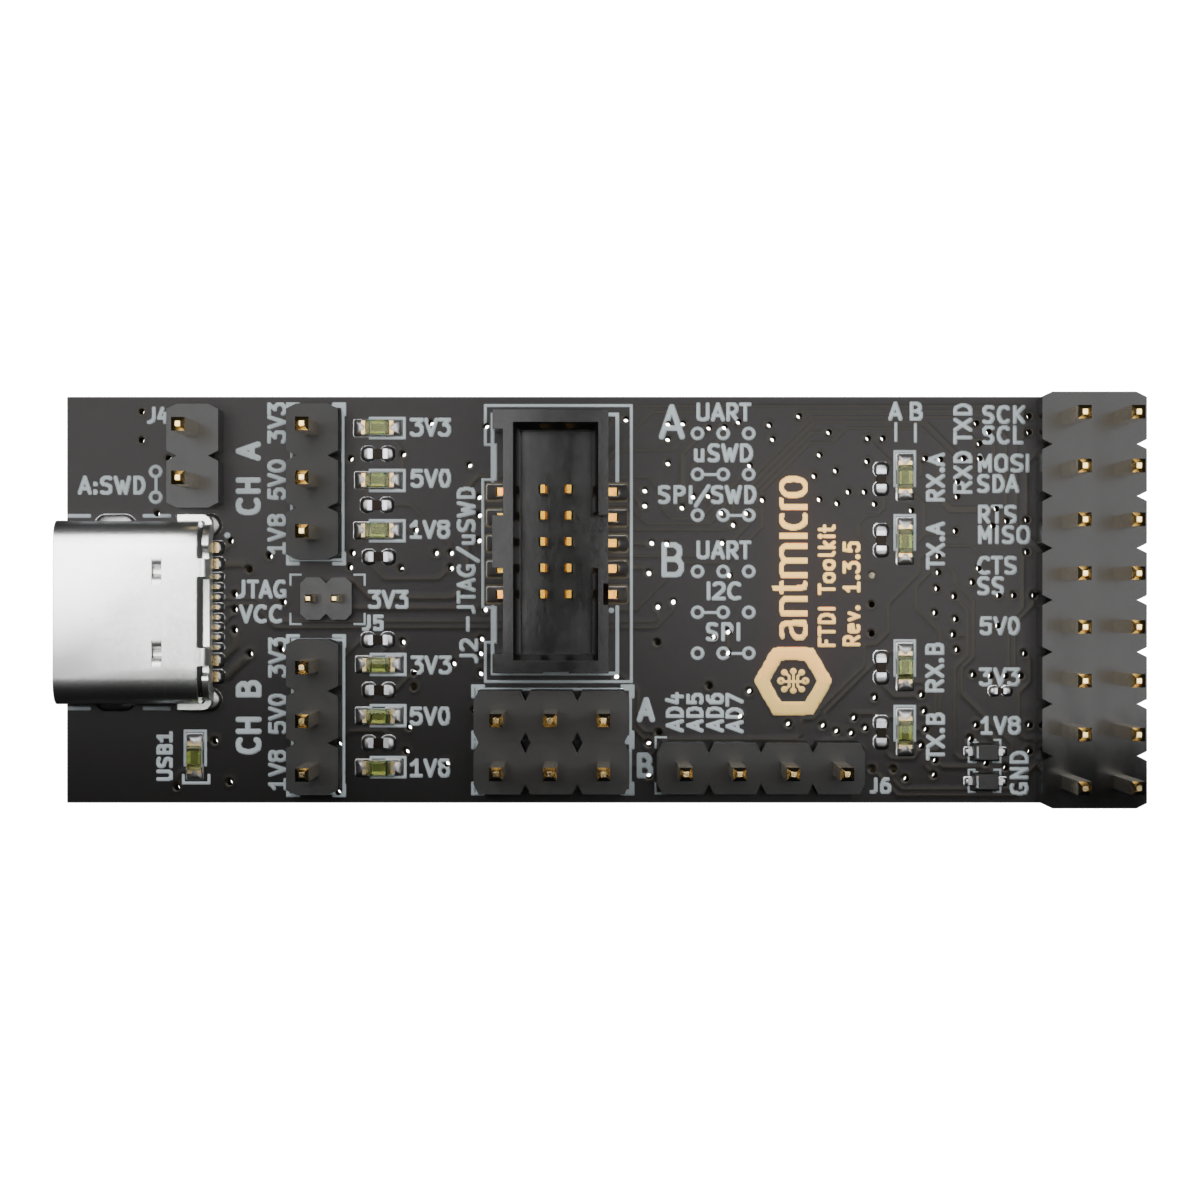 J4
A:SWD
CH A
3V3
5V0
1V8
3V3
5V0
1V8
JTAG
VCC
3V3
J5
CH B
3V3
5V0
1V8
3V3
5V0
1V8
USB1
J2 - JTAG/uSWD
A
UART
uSWD
SPI/SWD
B
UART
I2C
SPI
A
B
AD4
AD5
AD6
AD7
J6
antmicro
FTDI Toolkit
Rev. 1.3.5
A B
RX.A
TX.A
RX.B
TX.B
TXD
RXD
SCK
SCL
MOSI
SDA
RTS
MISO
CTS
SS
5V0
3V3
1V8
GND